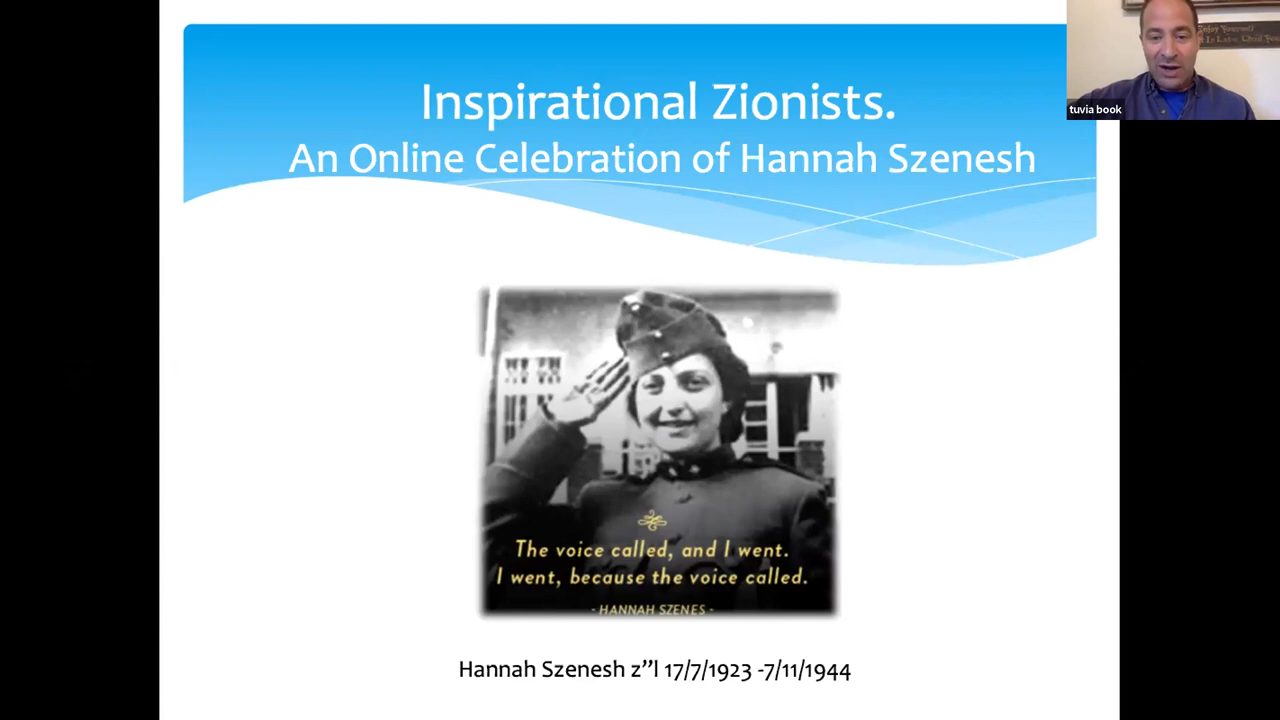 Inspirational Zionists.
An Online Celebration of Hannah Szenesh
tuvia book
The voice called, and I went.
I went, because the voice called.
- HANNAH SZENES -
Hannah Szenesh z”l 17/7/1923 -7/11/1944